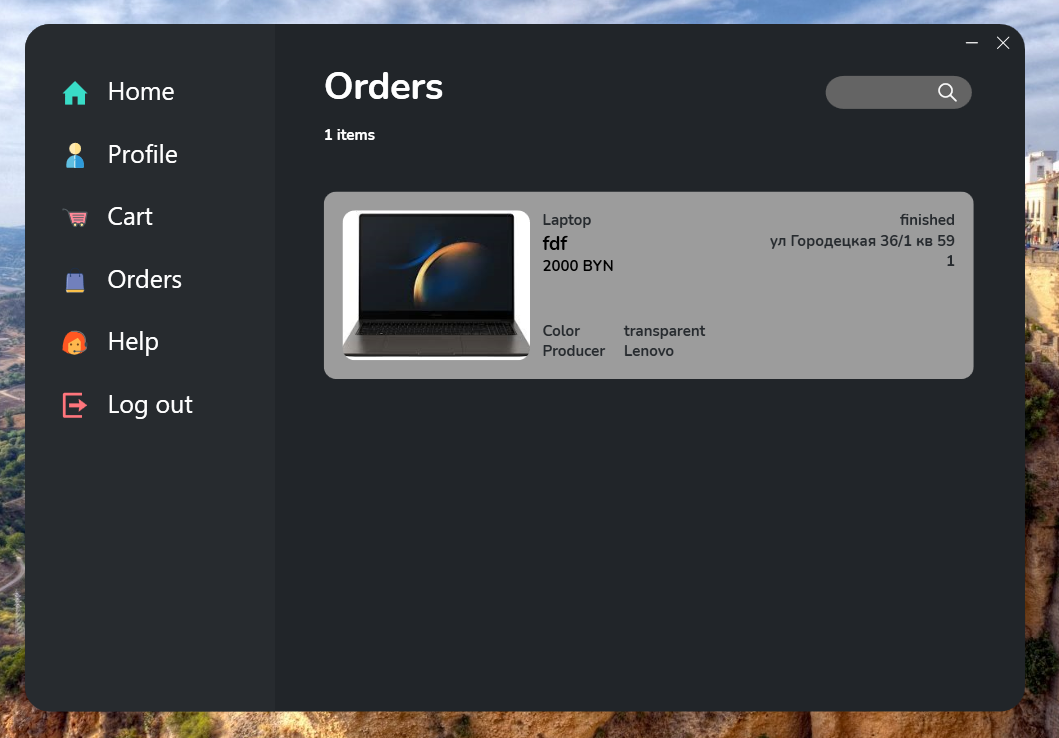 Home
Profile
Cart
Orders
Help
Log out
Orders
1 items
Laptop
fdf
2000 BYN
finished
ул Городецкая 36/1 кв 59
1
Color transparent
Producer Lenovo